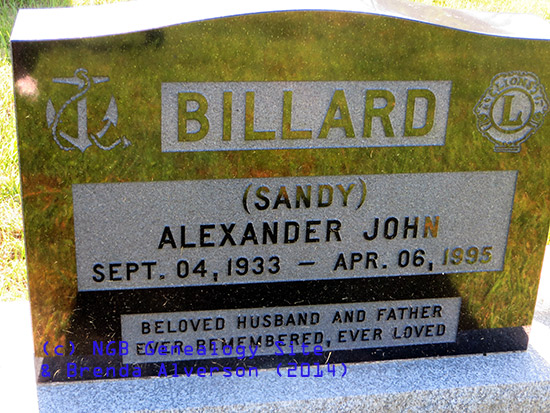 BILLARD
L
(SANDY)
ALEXANDER JOHN
SEPT. 04, 1933 – APR. 06, 1995
BELOVED HUSBAND AND FATHER
EVER REMEMBERED, EVER LOVED
(c) NGB Genealogy Site
& Brenda Alverson (2014)